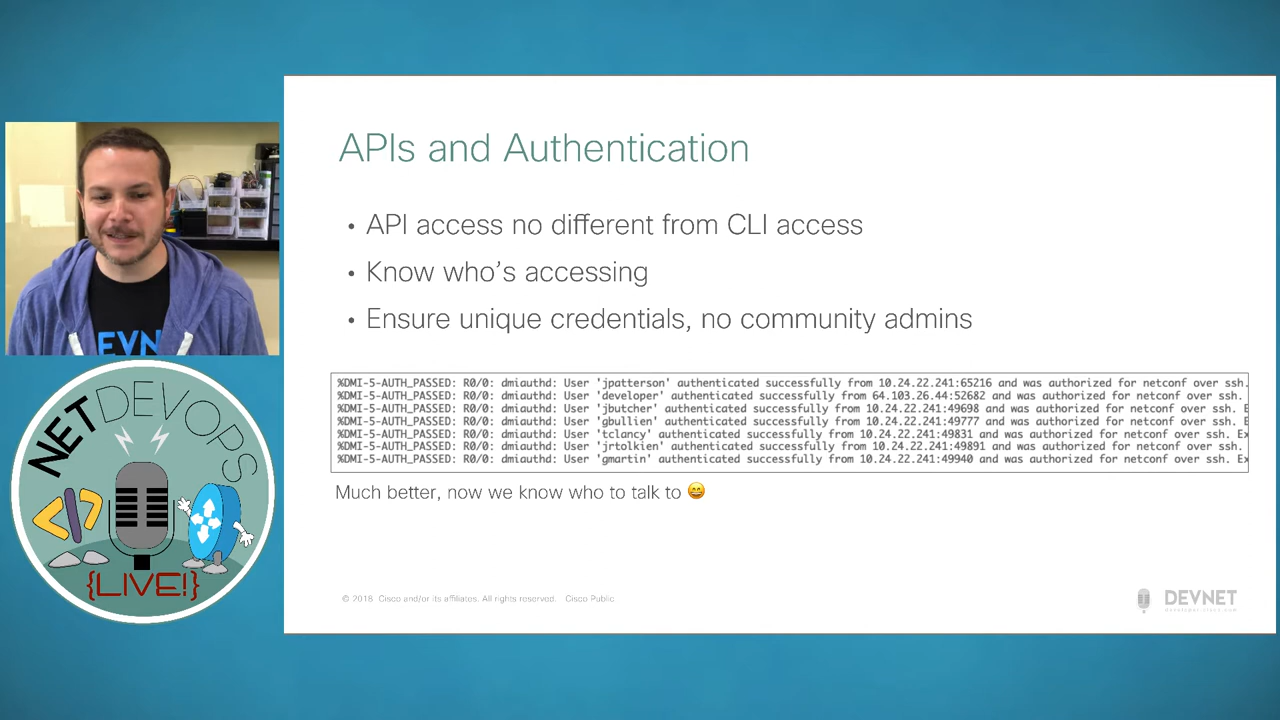 APIs and Authentication
• API access no different from CLI access
• Know who's accessing
• Ensure unique credentials, no community admins
%DMI-5-AUTH_PASSED: R0/0: dmiauthd: User 'jpatterson' authenticated successfully from 10.24.22.241:65216 and was authorized for netconf over ssh.
%DMI-5-AUTH_PASSED: R0/0: dmiauthd: User 'developer' authenticated successfully from 64.103.26.44:52682 and was authorized for netconf over ssh.
%DMI-5-AUTH_PASSED: R0/0: dmiauthd: User 'jbutcher' authenticated successfully from 10.24.22.241:49698 and was authorized for netconf over ssh. E
%DMI-5-AUTH_PASSED: R0/0: dmiauthd: User 'gbullien' authenticated successfully from 10.24.22.241:49777 and was authorized for netconf over ssh. E
%DMI-5-AUTH_PASSED: R0/0: dmiauthd: User 'tclancy' authenticated successfully from 10.24.22.241:49831 and was authorized for netconf over ssh. Ex
%DMI-5-AUTH_PASSED: R0/0: dmiauthd: User 'jrtolkien' authenticated successfully from 10.24.22.241:49891 and was authorized for netconf over ssh.
%DMI-5-AUTH_PASSED: R0/0: dmiauthd: User 'gmartin' authenticated successfully from 10.24.22.241:49940 and was authorized for netconf over ssh. Ex
Much better, now we know who to talk to 😄
© 2018 Cisco and/or its affiliates. All rights reserved. Cisco Public
DEVNET
developer.cisco.com
EVN
NETDEVOPS
</>
{LIVE!}